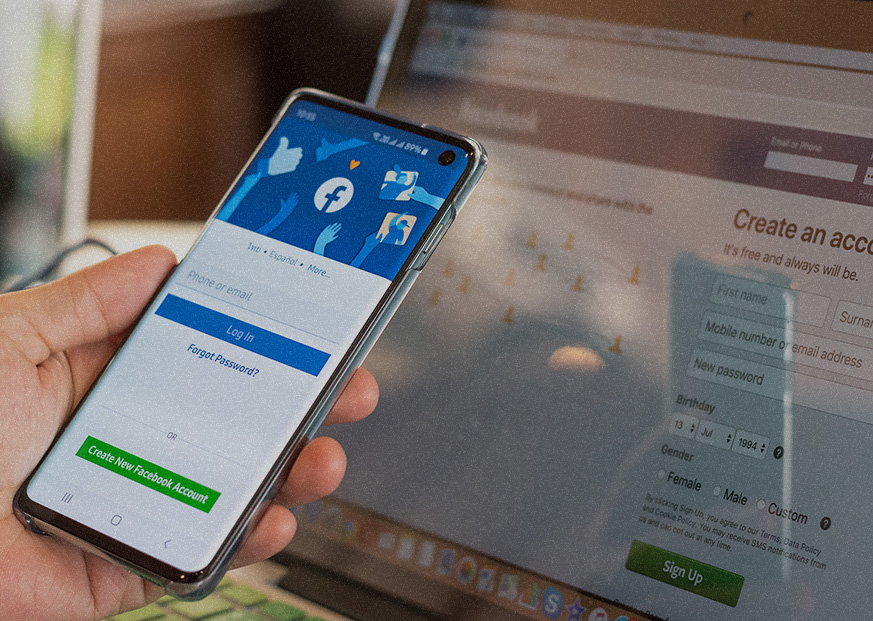 10:55
89%
f
• Español • More...
Phone or email
Log In
Forgot Password?
OR
Create New Facebook Account
facebook
Email or Phone
with the
Create an acco
It's free and always will be.
First name
Surnar
Mobile number or email address
New password
Birthday
13 Jul 1994 ?
Gender
Female Male Custom ?
By clicking Sign Up, you agree to our Terms, Data Policy
and Cookie Policy. You may receive SMS notifications from
us and can opt out at any time.
Sign Up
S